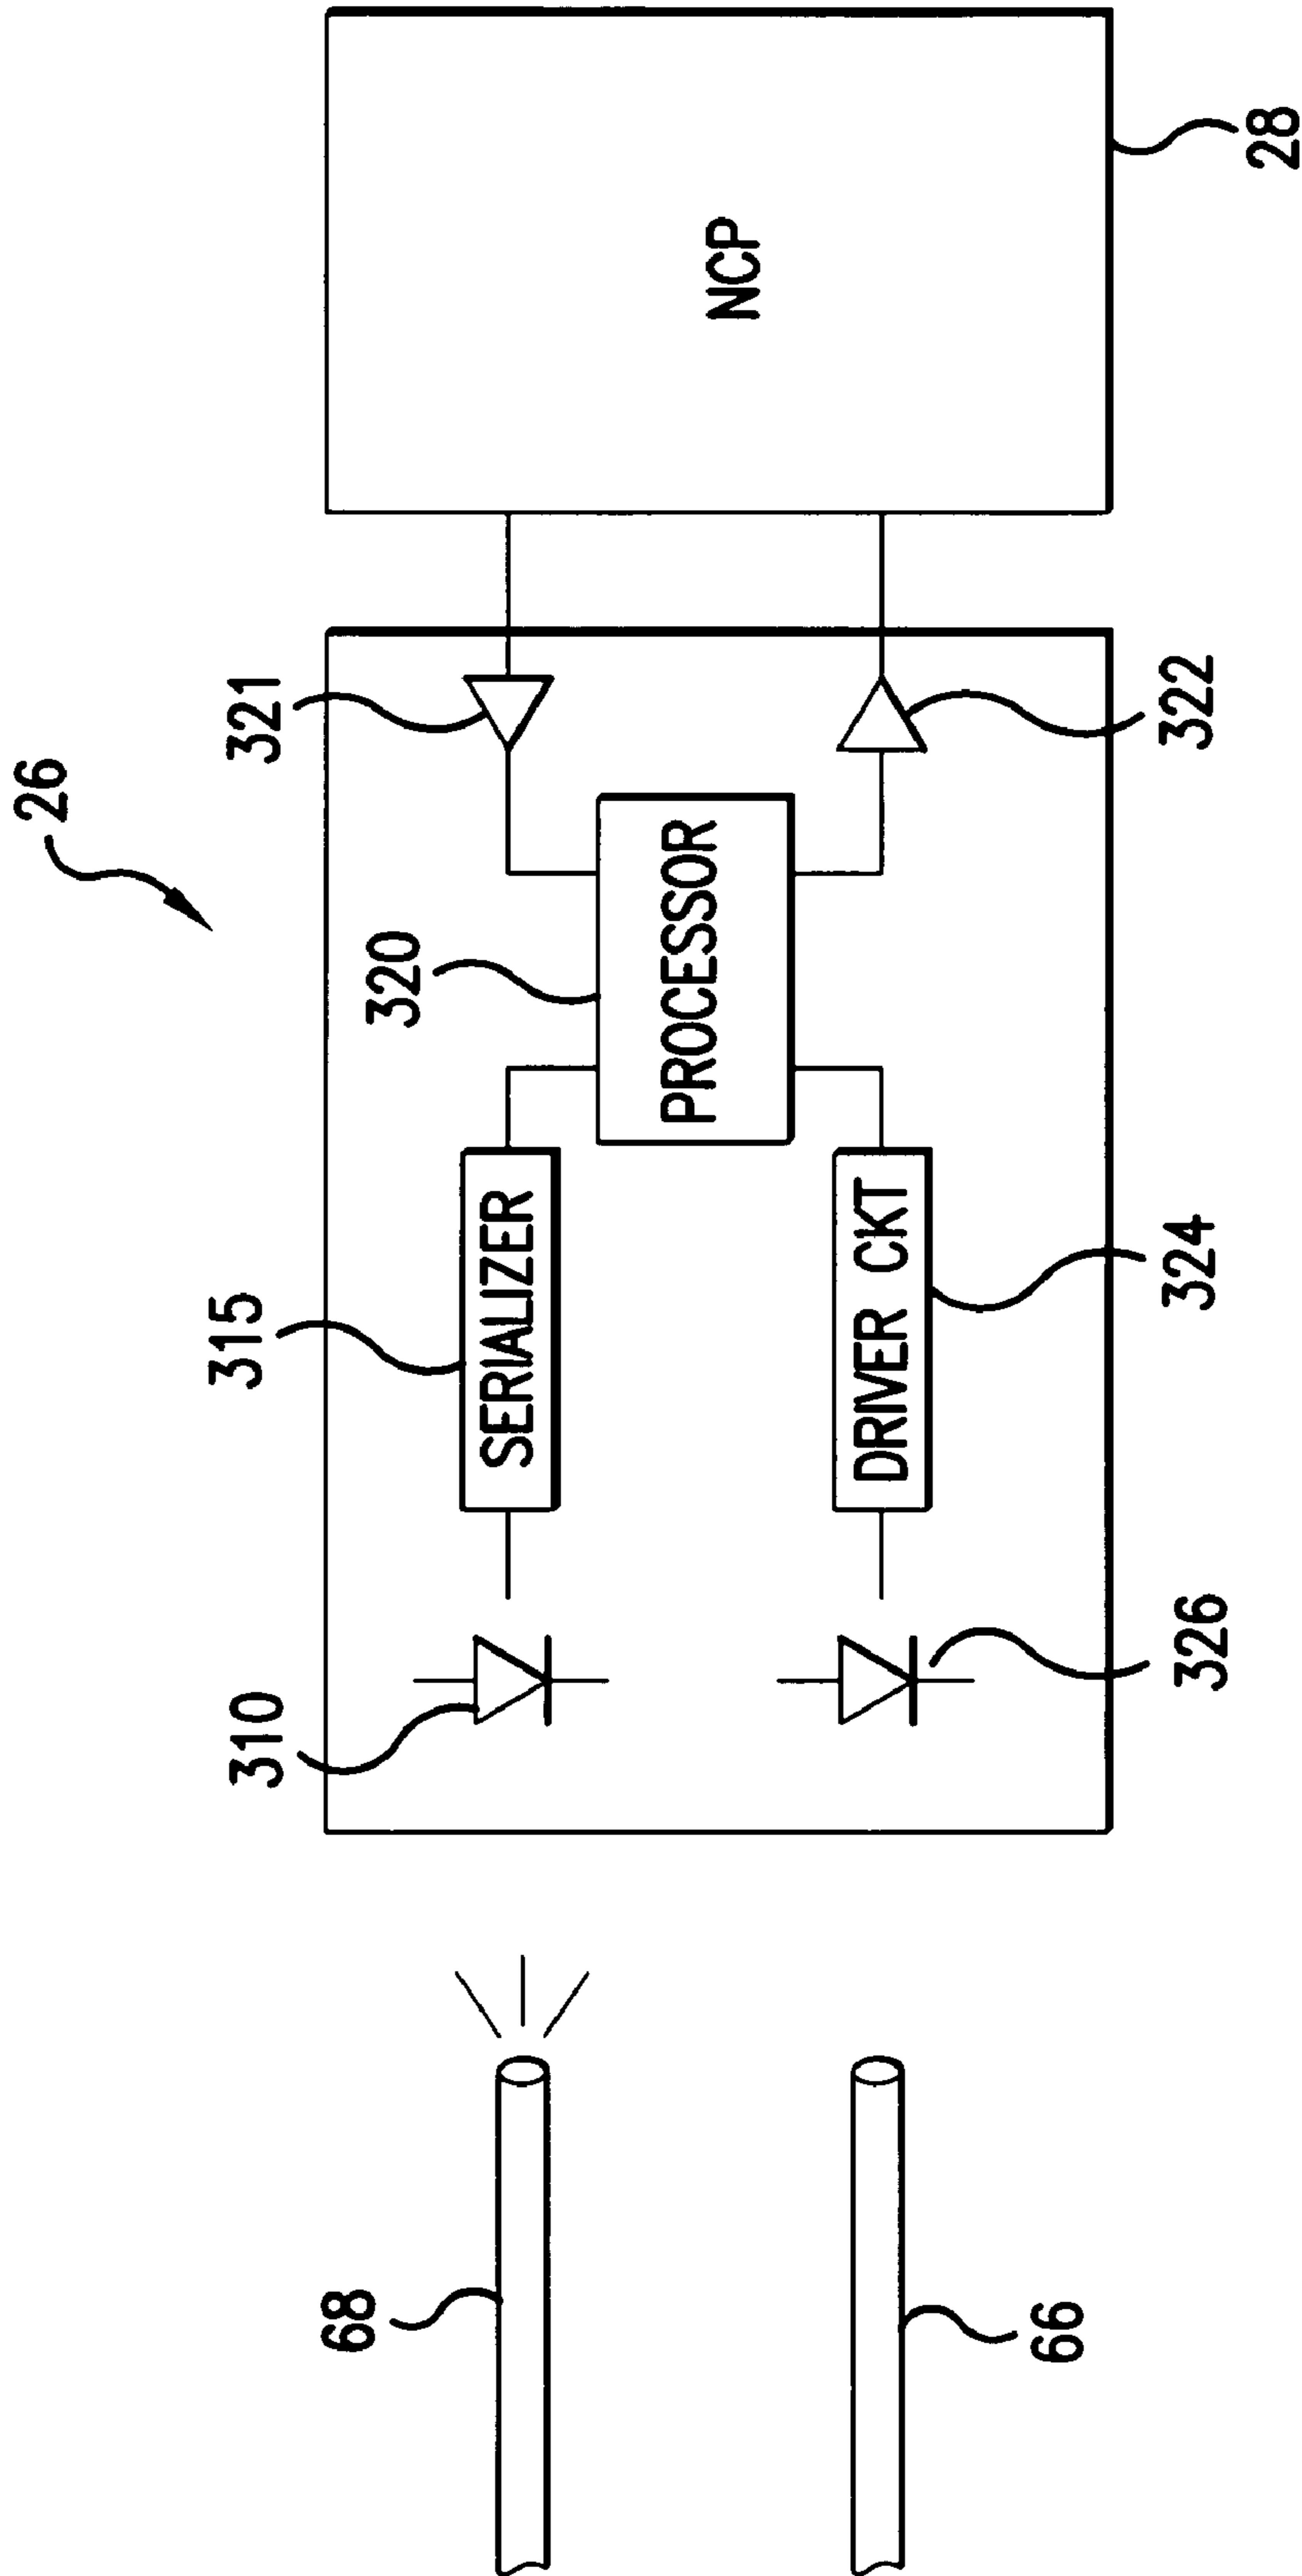 26
68
310
315
SERIALIZER
320
321
PROCESSOR
NCP
66
326
DRIVER CKT
324
322
28